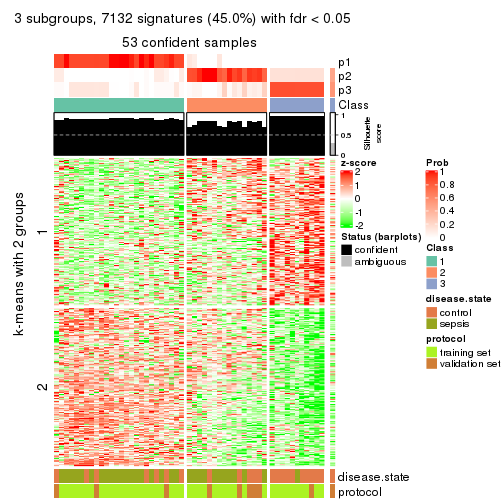 3 subgroups, 7132 signatures (45.0%) with fdr < 0.05
53 confident samples
p1
p2
p3
Class
1
0.5
0
Silhouette
score
k-means with 2 groups
1
2
z-score
2
1
0
-1
-2
Status (barplots)
confident
ambiguous
Prob
1
0.8
0.6
0.4
0.2
0
Class
1
2
3
disease.state
control
sepsis
protocol
training set
validation set
disease.state
protocol